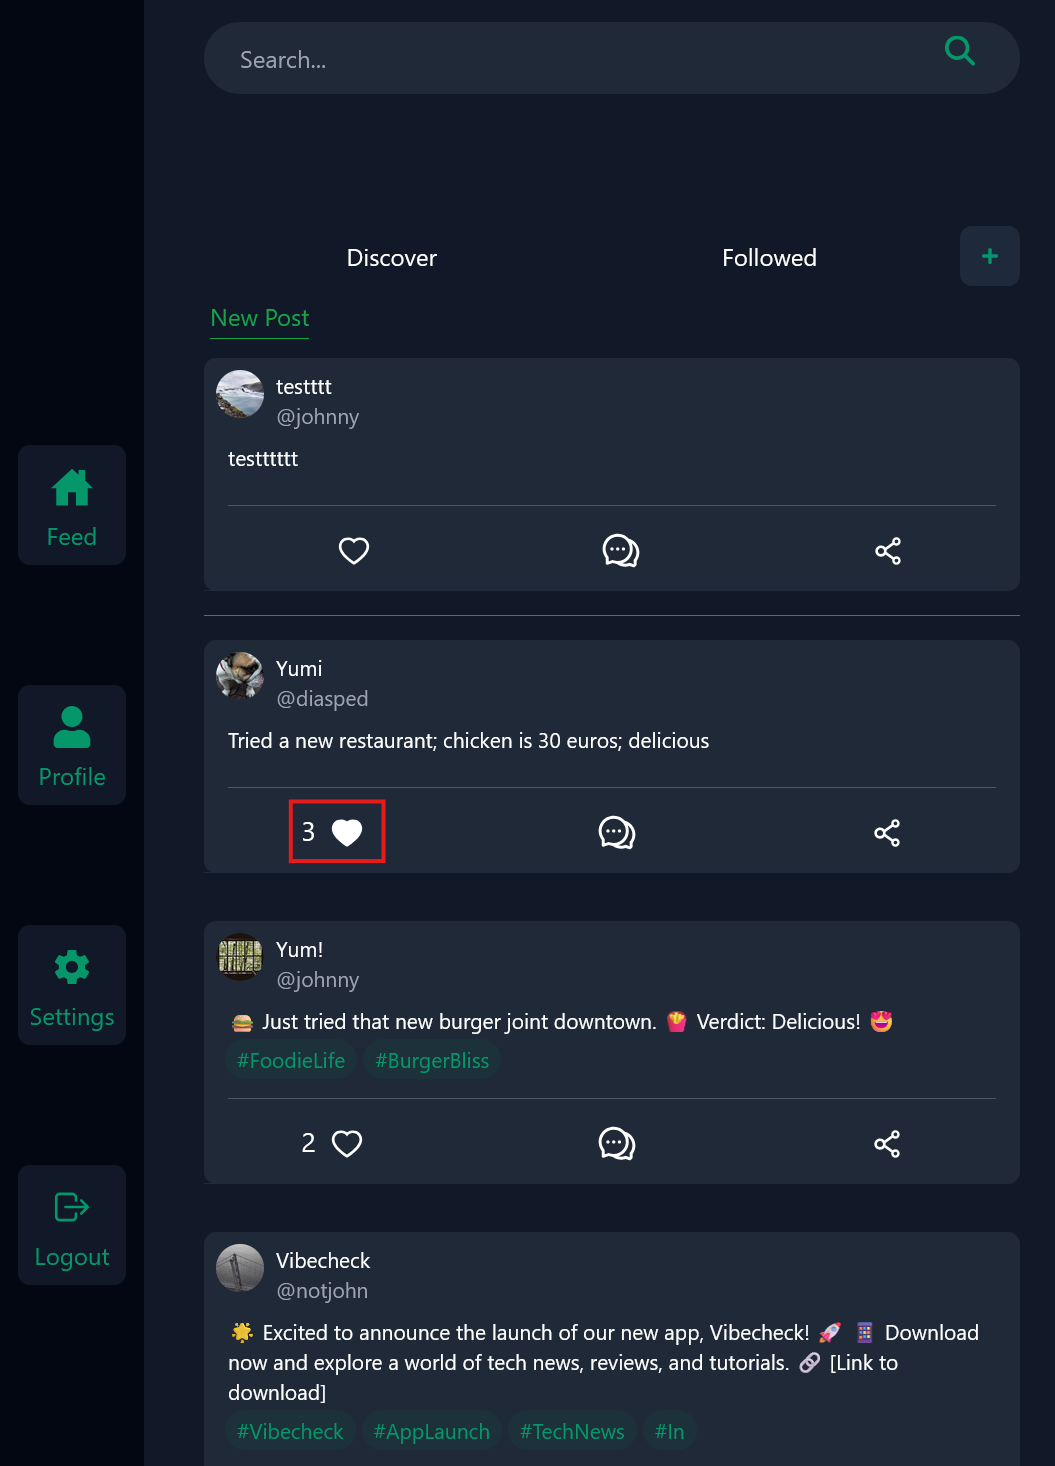 Search...
Discover
Followed
+
New Post
testttt
@johnny
testttttt
Feed
Yumi
@diasped
Tried a new restaurant; chicken is 30 euros; delicious
Profile
3
Yum!
@johnny
🍔 Just tried that new burger joint downtown. 🍟 Verdict: Delicious! 😍
#FoodieLife #BurgerBliss
Settings
2
Logout
Vibecheck
@notjohn
🌟 Excited to announce the launch of our new app, Vibecheck! 🚀 📱 Download
now and explore a world of tech news, reviews, and tutorials. 🔗 [Link to
download]
#Vibecheck #AppLaunch #TechNews #In